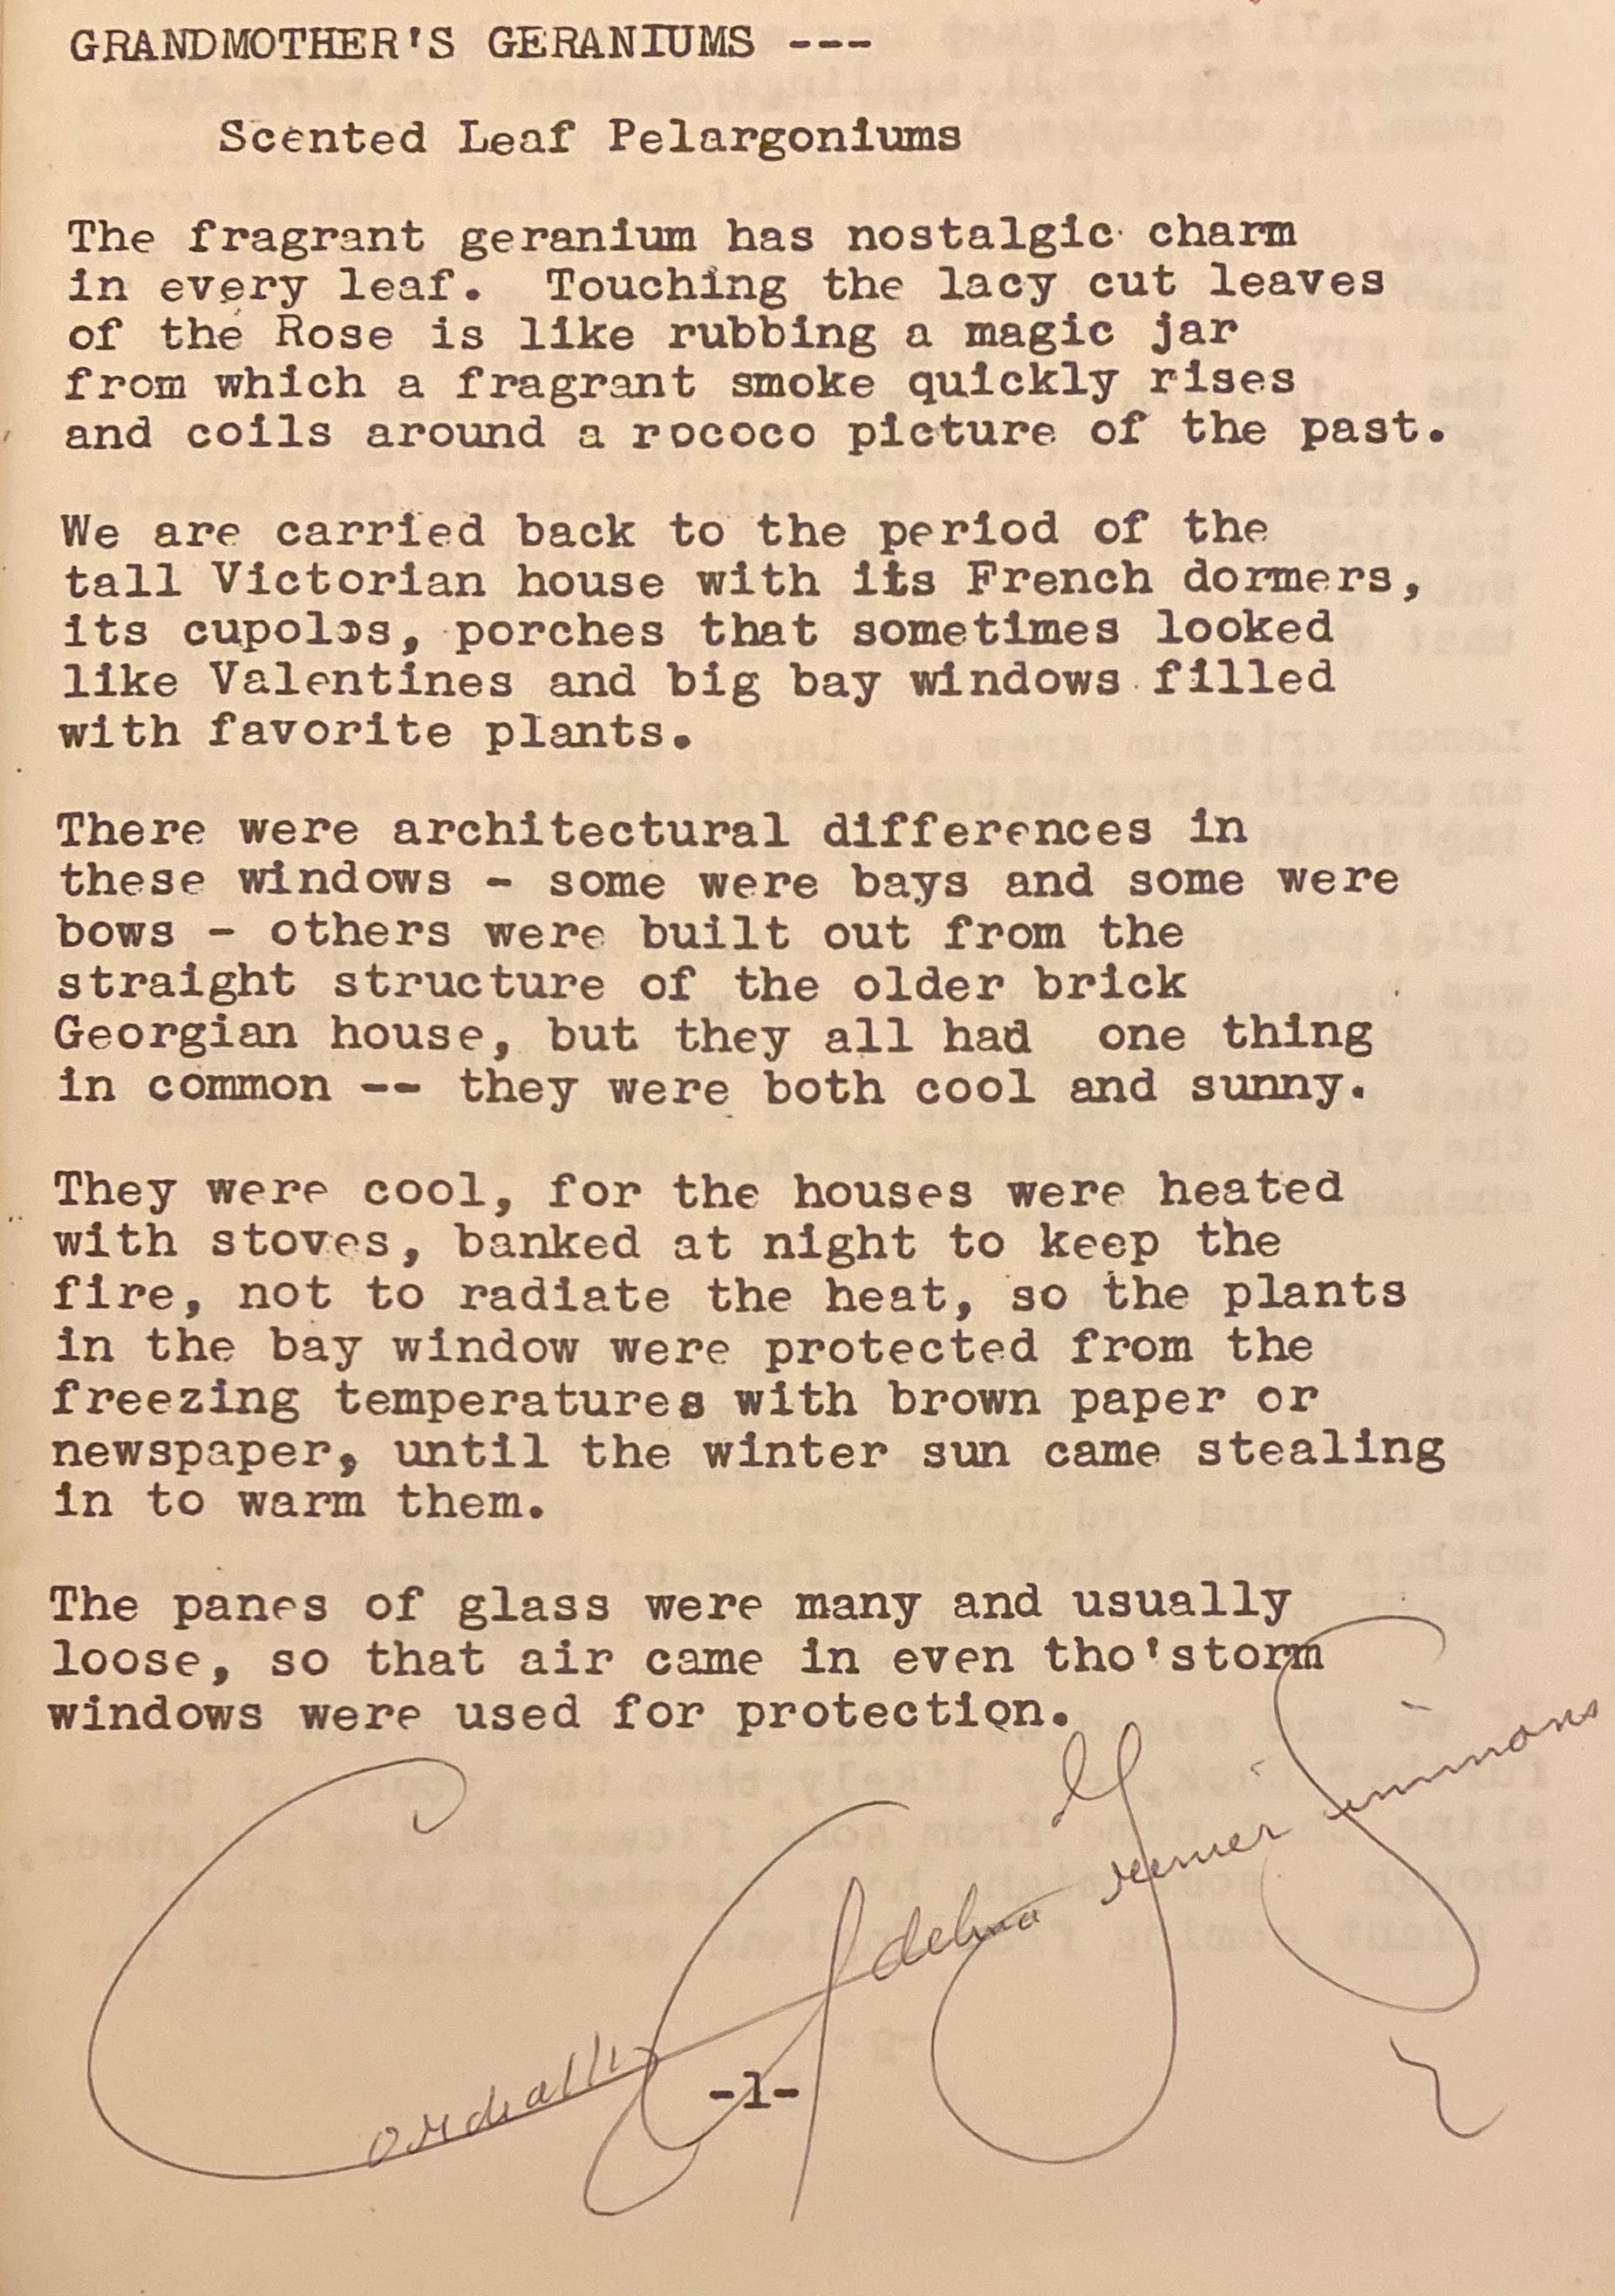 GRANDMOTHER'S GERANIUMS ---
Scented Leaf Pelargoniums
The fragrant geranium has nostalgic charm
in every leaf. Touching the lacy cut leaves
of the Rose is like rubbing a magic jar
from which a fragrant smoke quickly rises
and coils around a rococo picture of the past.
We are carried back to the period of the
tall Victorian house with its French dormers,
its cupolas, porches that sometimes looked
like Valentines and big bay windows filled
with favorite plants.
There were architectural differences in
these windows - some were bays and some were
bows - others were built out from the
straight structure of the older brick
Georgian house, but they all had one thing
in common -- they were both cool and sunny.
They were cool, for the houses were heated
with stoves, banked at night to keep the
fire, not to radiate the heat, so the plants
in the bay window were protected from the
freezing temperatures with brown paper or
newspaper, until the winter sun came stealing
in to warm them.
The panes of glass were many and usually
loose, so that air came in even tho'storm
windows were used for protection.
Cordially Adelma Grenier Simmons
-1-